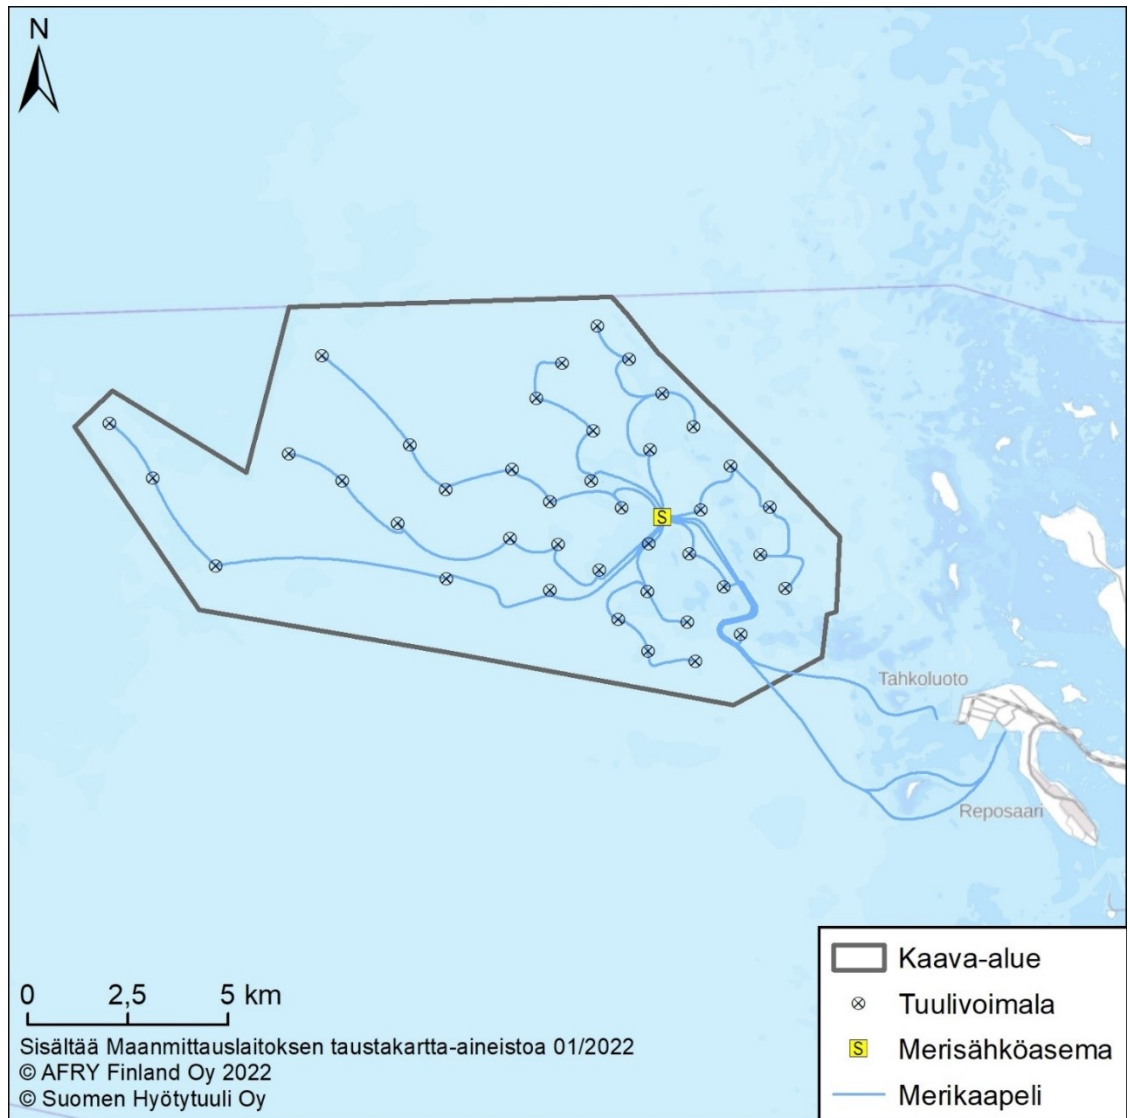 N
Tahkoluoto
Reposaari
S
0 2,5 5 km
Sisältää Maanmittauslaitoksen taustakartta-aineistoa 01/2022
© AFRY Finland Oy 2022
© Suomen Hyötytuuli Oy
Kaava-alue
Tuulivoimala
S Merisähköasema
Merikaapeli